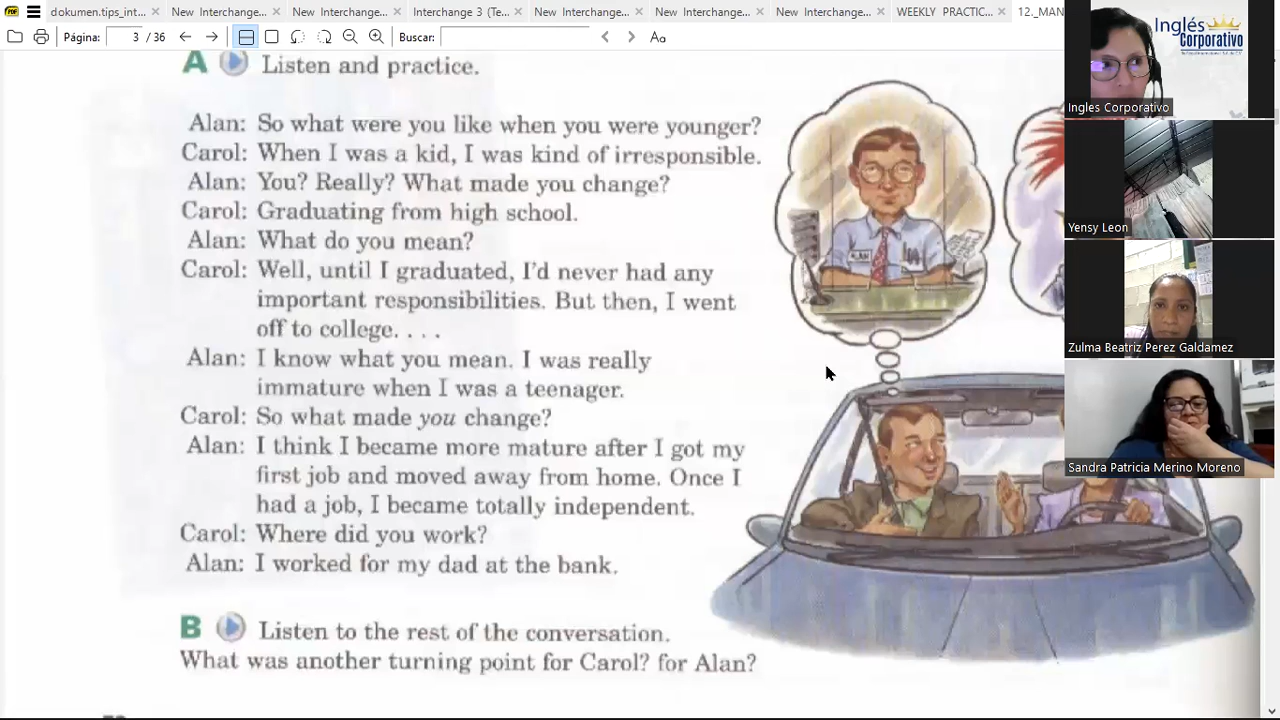 dokumen.tips_int...
New Interchange...
New Interchange...
Interchange 3 (Te...
New Interchange...
New Interchange...
New Interchange...
WEEKLY PRACTIC...
12._MAN
Página:
3 / 36
Buscar:
Aa
A Listen and practice.
Alan: So what were you like when you were younger?
Carol: When I was a kid, I was kind of irresponsible.
Alan: You? Really? What made you change?
Carol: Graduating from high school.
Alan: What do you mean?
Carol: Well, until I graduated, I'd never had any
important responsibilities. But then, I went
off to college. . . .
Alan: I know what you mean. I was really
immature when I was a teenager.
Carol: So what made you change?
Alan: I think I became more mature after I got my
first job and moved away from home. Once I
had a job, I became totally independent.
Carol: Where did you work?
Alan: I worked for my dad at the bank.
B Listen to the rest of the conversation.
What was another turning point for Carol? for Alan?
ALAN
Inglés
Corporativo
Ingles Corporativo
Yensy Leon
Zulma Beatriz Perez Galdamez
Sandra Patricia Merino Moreno